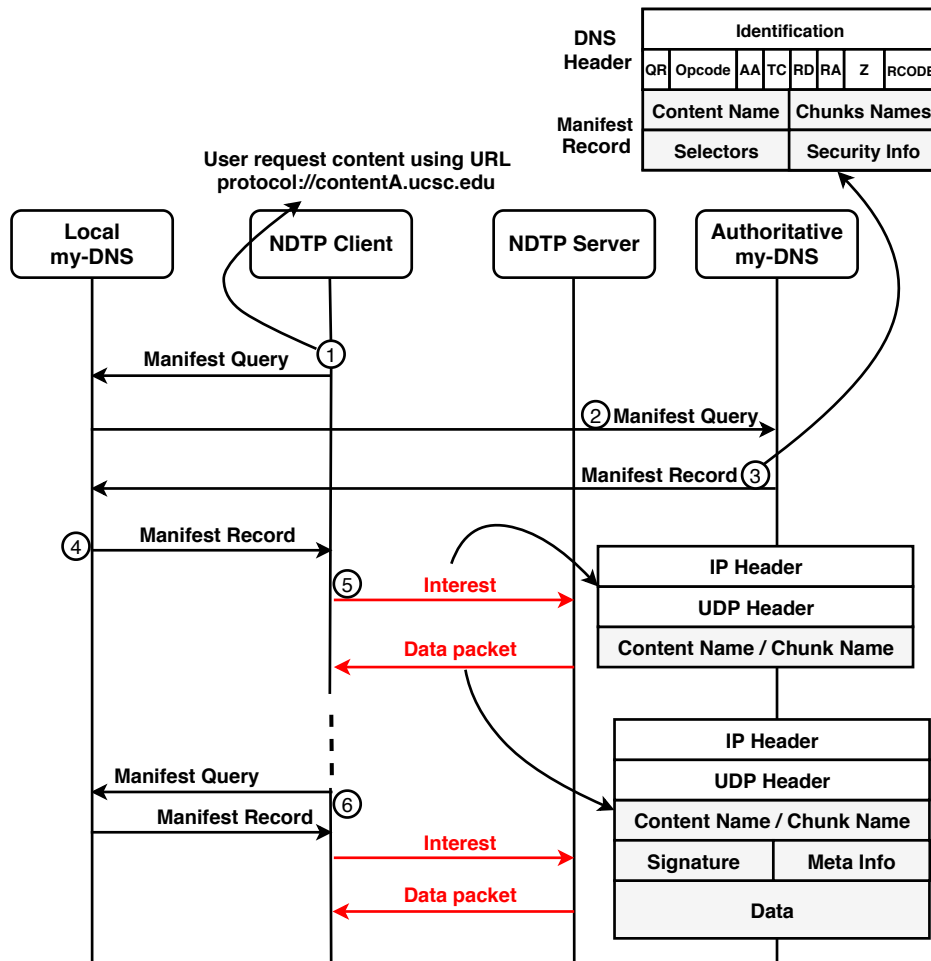 DNS Header
Identification
QR Opcode AA TC RD RA Z RCODE
Manifest Record
Content Name Chunks Names
Selectors Security Info
User request content using URL
protocol://contentA.ucsc.edu
Local my-DNS
NDTP Client
NDTP Server
Authoritative my-DNS
1
Manifest Query
2 Manifest Query
Manifest Record 3
4 Manifest Record
5 Interest
IP Header
UDP Header
Content Name / Chunk Name
Data packet
IP Header
UDP Header
Content Name / Chunk Name
Signature Meta Info
Data
Manifest Query
6
Manifest Record
Interest
Data packet